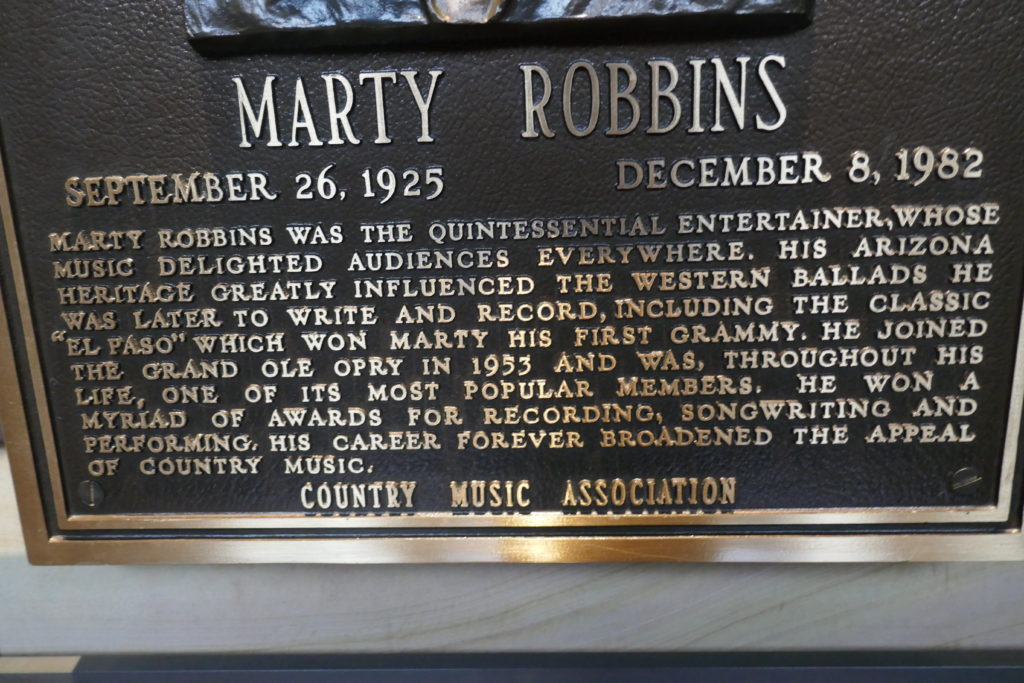 MARTY ROBBINS
SEPTEMBER 26, 1925 DECEMBER 8, 1982
MARTY ROBBINS WAS THE QUINTESSENTIAL ENTERTAINER, WHOSE
MUSIC DELIGHTED AUDIENCES EVERYWHERE. HIS ARIZONA
HERITAGE GREATLY INFLUENCED THE WESTERN BALLADS HE
WAS LATER TO WRITE AND RECORD, INCLUDING THE CLASSIC
"EL PASO" WHICH WON MARTY HIS FIRST GRAMMY. HE JOINED
THE GRAND OLE OPRY IN 1953 AND WAS, THROUGHOUT HIS
LIFE, ONE OF ITS MOST POPULAR MEMBERS. HE WON A
MYRIAD OF AWARDS FOR RECORDING, SONGWRITING AND
PERFORMING. HIS CAREER FOREVER BROADENED THE APPEAL
OF COUNTRY MUSIC.
COUNTRY MUSIC ASSOCIATION